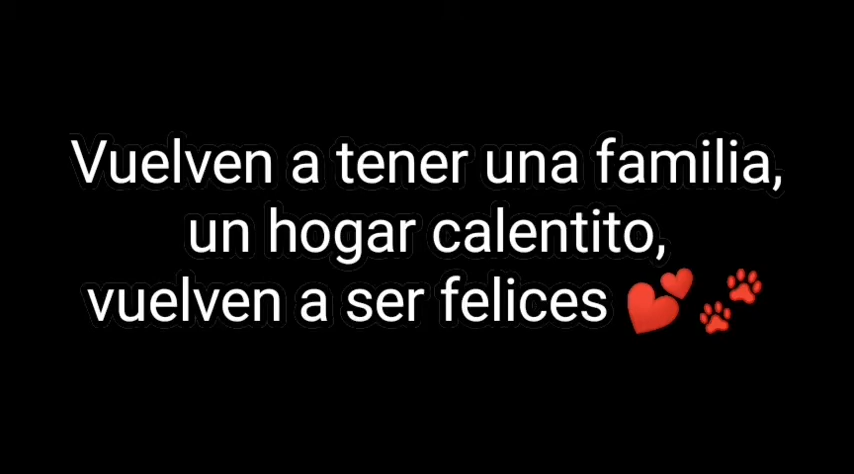 Vuelven a tener una familia,
un hogar calentito,
vuelven a ser felices 💕🐾